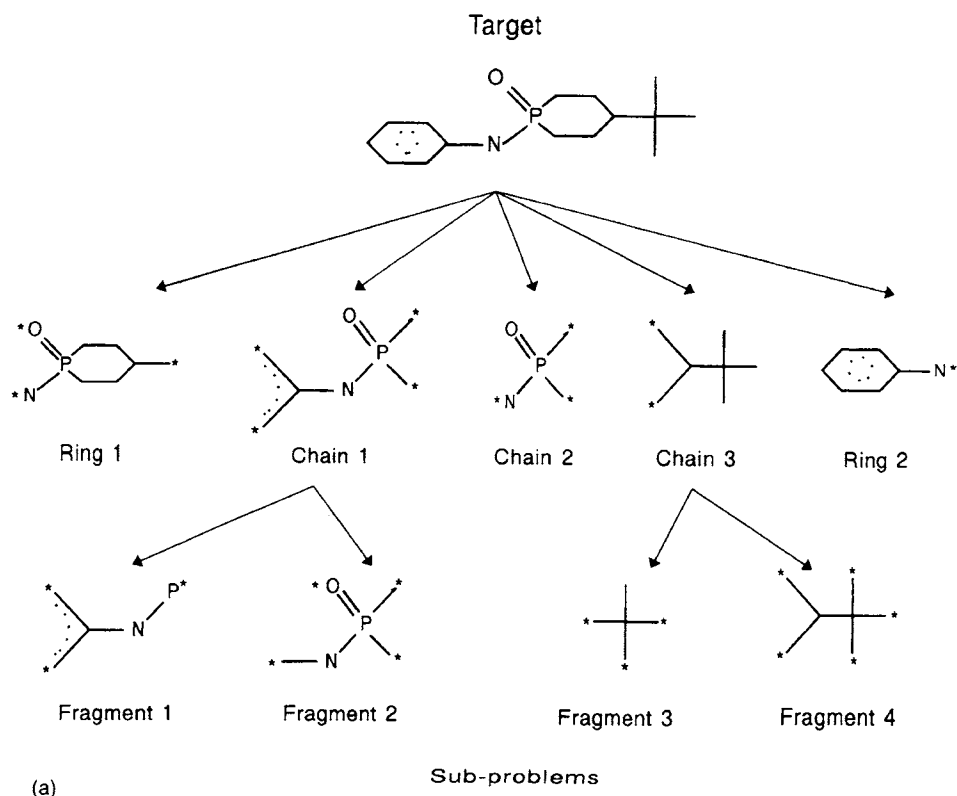 Target
O
P
N
*O
P
*N
*
Ring 1
O
*
P
*
N
*
*
Chain 1
O
*
P
*N
*
Chain 2
*
*
Chain 3
N*
Ring 2
*
P*
N
*
Fragment 1
*O
*
P
*
N
*
Fragment 2
*
*
*
Fragment 3
*
*
*
*
*
Fragment 4
(a)
Sub-problems